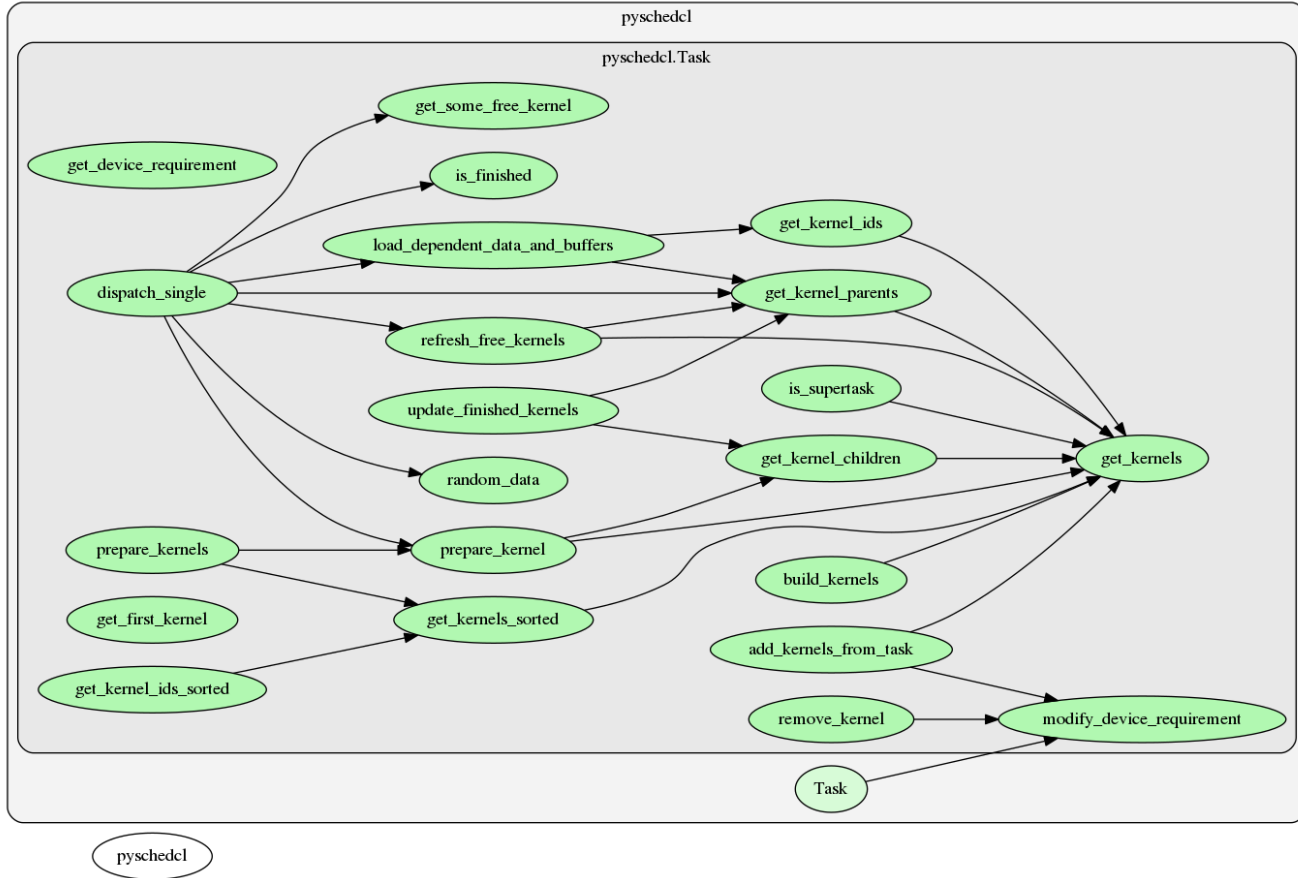 pyschedcl
pyschedcl.Task
get_some_free_kernel
get_device_requirement
is_finished
get_kernel_ids
load_dependent_data_and_buffers
dispatch_single
get_kernel_parents
refresh_free_kernels
is_supertask
update_finished_kernels
get_kernel_children
get_kernels
random_data
prepare_kernels
prepare_kernel
build_kernels
get_first_kernel
get_kernels_sorted
add_kernels_from_task
get_kernel_ids_sorted
remove_kernel
modify_device_requirement
Task
pyschedcl